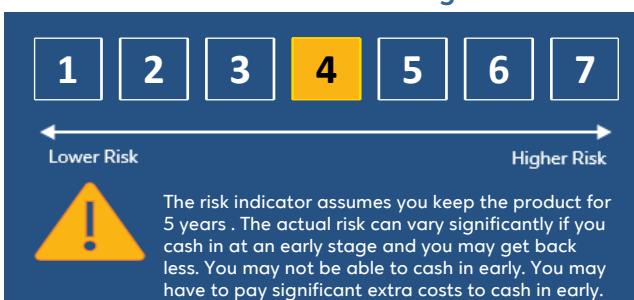 1 2 3 4 5 6 7
Lower Risk Higher Risk
The risk indicator assumes you keep the product for
5 years . The actual risk can vary significantly if you
cash in at an early stage and you may get back
less. You may not be able to cash in early. You may
have to pay significant extra costs to cash in early.